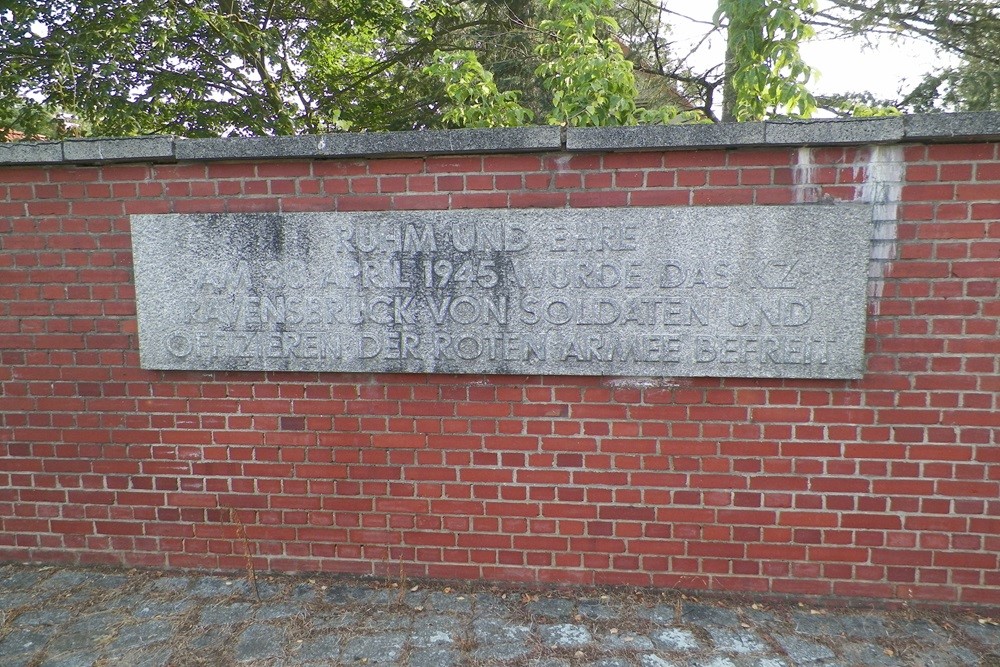 RUHM UND EHRE
AM 30. APRIL 1945 WURDE DAS KZ
RAVENSBRÜCK VON SOLDATEN UND
OFFIZIEREN DER ROTEN ARMEE BEFREIT